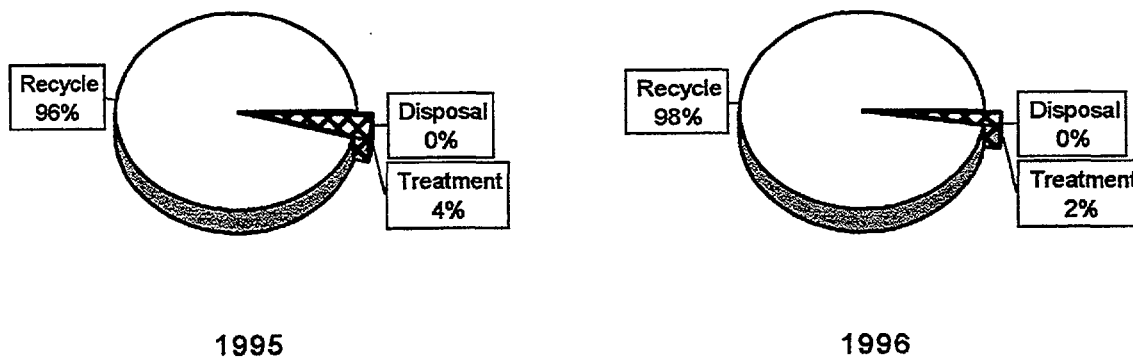 Recycle
96%
Disposal
0%
Treatment
4%
1995
Recycle
98%
Disposal
0%
Treatment
2%
1996